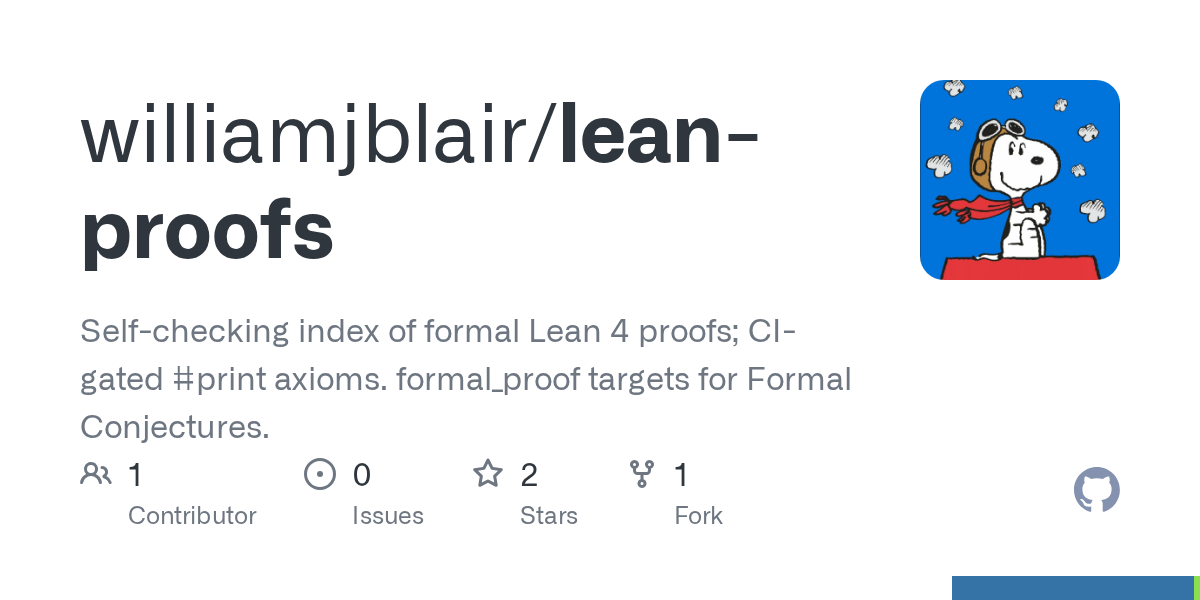 williamjblair/lean-
proofs
Self-checking index of formal Lean 4 proofs; CI-
gated #print axioms. formal_proof targets for Formal
Conjectures.
1 0 2 1
Contributor Issues Stars Fork